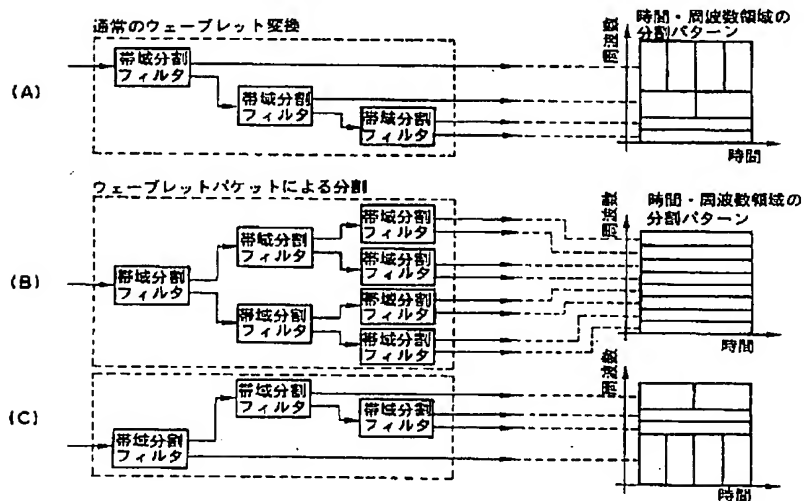 通常のウェーブレット変換
時間・周波数領域の
分割パターン
(A)
帯域分割
フィルタ
帯域分割
フィルタ
帯域分割
フィルタ
周波数
時間
ウェーブレットパケットによる分割
時間・周波数領域の
分割パターン
(B)
帯域分割
フィルタ
帯域分割
フィルタ
帯域分割
フィルタ
帯域分割
フィルタ
帯域分割
フィルタ
帯域分割
フィルタ
帯域分割
フィルタ
周波数
時間
(C)
帯域分割
フィルタ
帯域分割
フィルタ
帯域分割
フィルタ
周波数
時間